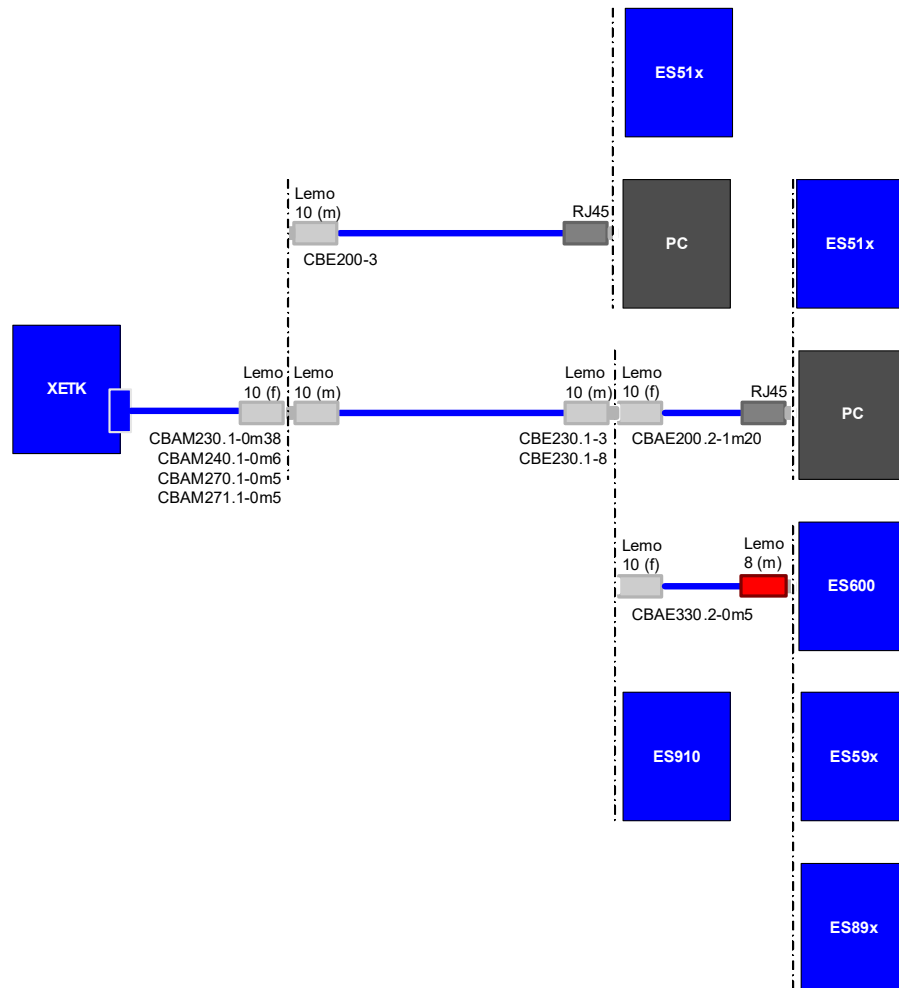 ES51x
Lemo
10 (m)
RJ45
CBE200-3
PC
ES51x
XETK
Lemo
10 (f)
Lemo
10 (m)
Lemo
10 (m)
Lemo
10 (f)
RJ45
PC
CBAM230.1-0m38
CBAM240.1-0m6
CBAM270.1-0m5
CBAM271.1-0m5
CBE230.1-3
CBE230.1-8
CBAE200.2-1m20
Lemo
10 (f)
Lemo
8 (m)
CBAE330.2-0m5
ES600
ES910
ES59x
ES89x